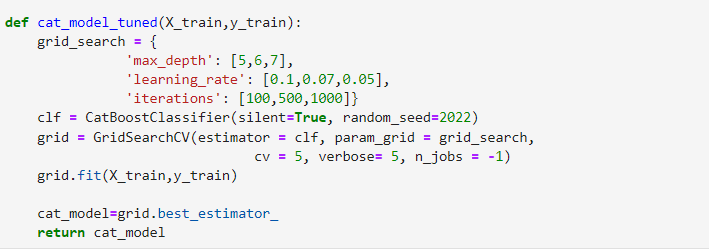 def cat_model_tuned(X_train,y_train):
    grid_search = {
               'max_depth': [5,6,7],
               'learning_rate': [0.1,0.07,0.05],
               'iterations': [100,500,1000]}
    clf = CatBoostClassifier(silent=True, random_seed=2022)
    grid = GridSearchCV(estimator = clf, param_grid = grid_search,
                               cv = 5, verbose= 5, n_jobs = -1)
    grid.fit(X_train,y_train)

    cat_model=grid.best_estimator_
    return cat_model